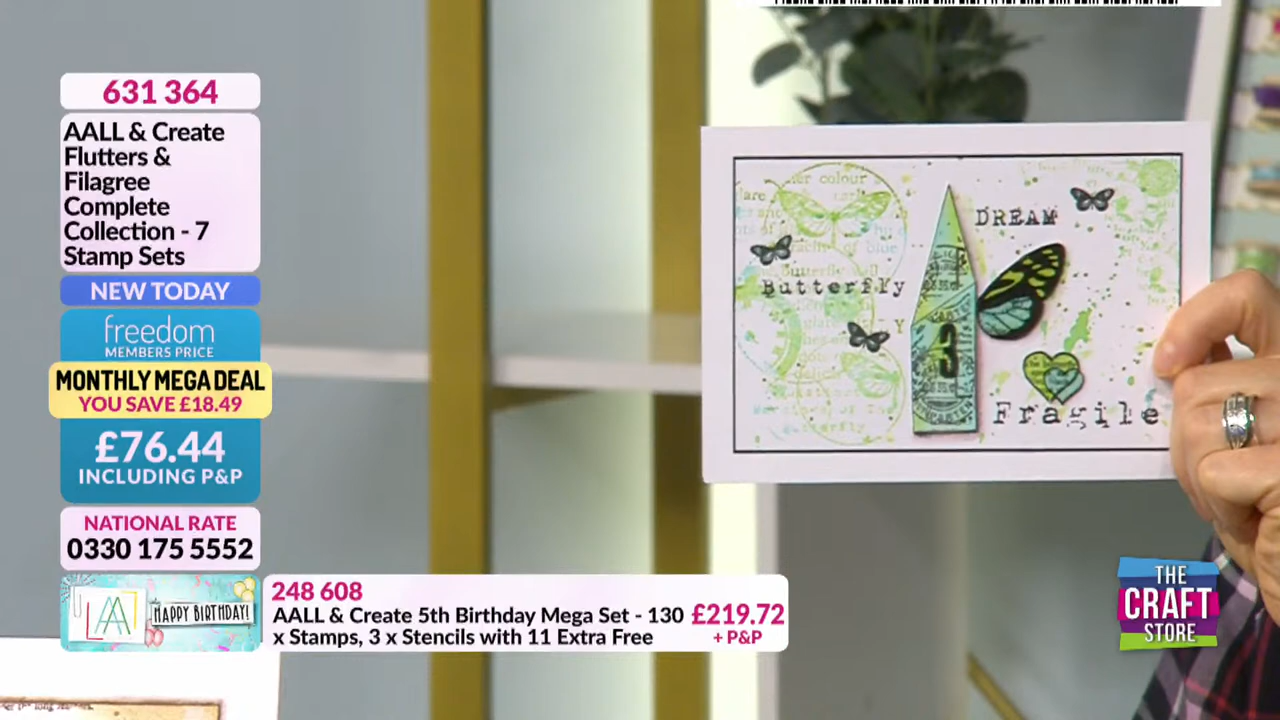 631 364
AALL & Create
Flutters &
Filagree
Complete
Collection - 7
Stamp Sets
NEW TODAY
freedom
MEMBERS PRICE
MONTHLY MEGA DEAL
YOU SAVE £18.49
£76.44
INCLUDING P&P
NATIONAL RATE
0330 175 5552
LAA
HAPPY BIRTHDAY!
248 608
AALL & Create 5th Birthday Mega Set - 130
x Stamps, 3 x Stencils with 11 Extra Free
£219.72
+ P&P
DREAM
Butterfly
3
Fragile
THE
CRAFT
STORE